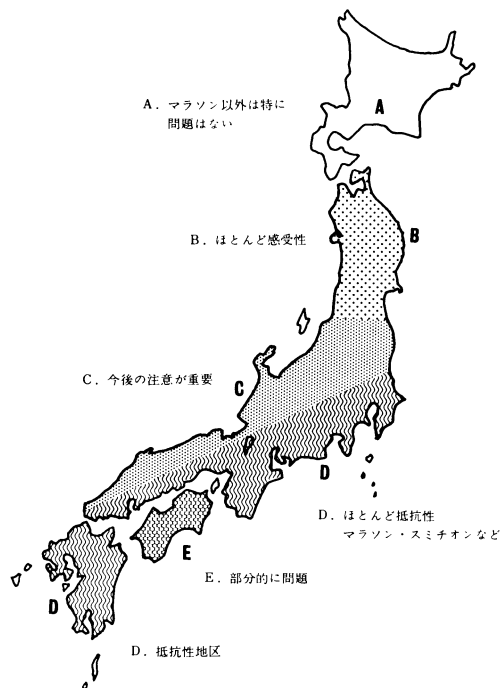 A. マラソン以外は特に
問題はない
A
B. ほとんど感受性
B
C. 今後の注意が重要
C
D
D. ほとんど抵抗性
マラソン・スミチオンなど
E
E. 部分的に問題
D
D. 抵抗性地区